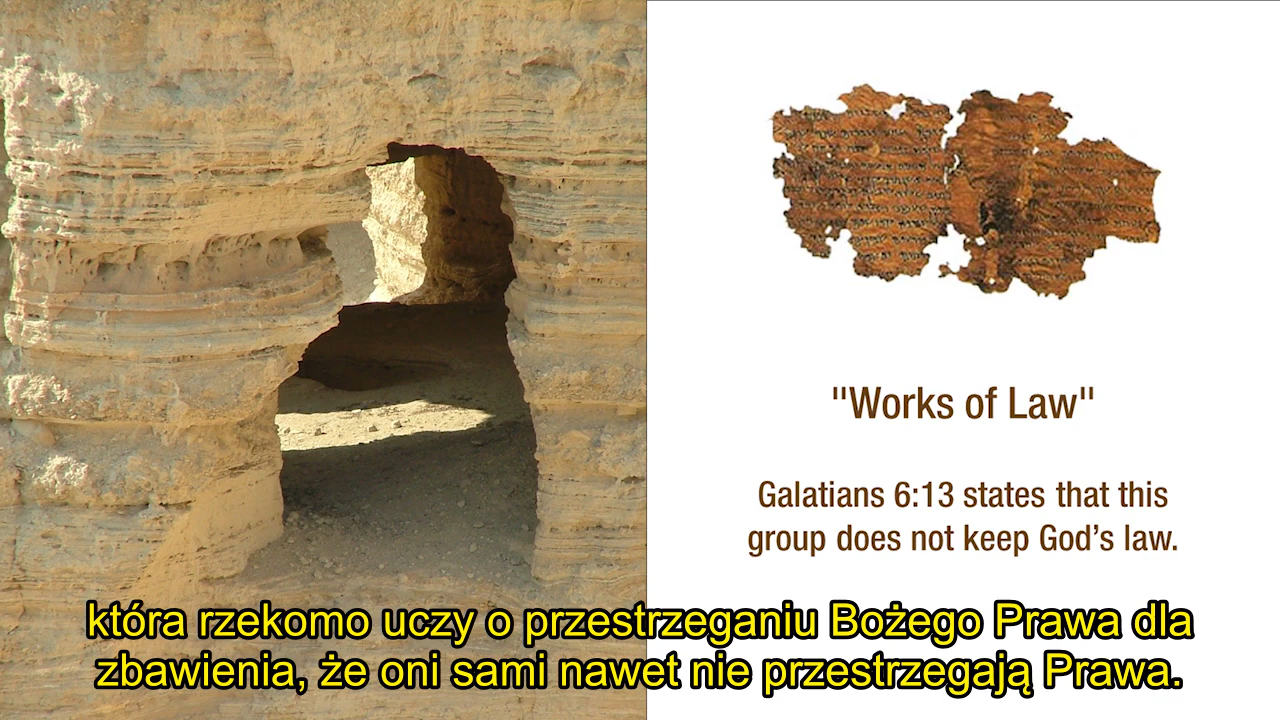 "Works of Law"
Galatians 6:13 states that this
group does not keep God’s law.
która rzekomo uczy o przestrzeganiu Bożego Prawa dla
zbawienia, że oni sami nawet nie przestrzegają Prawa.